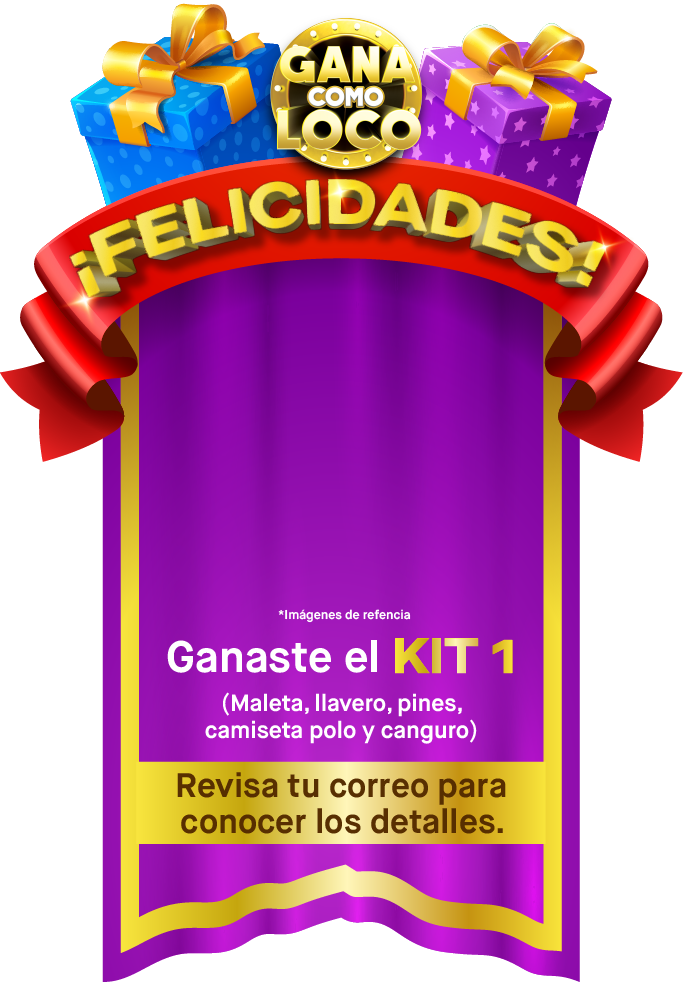 GANA
COMO
LOCO
¡FELICIDADES!
*Imágenes de refencia
Ganaste el KIT 1
(Maleta, llavero, pines,
camiseta polo y canguro)
Revisa tu correo para
conocer los detalles.